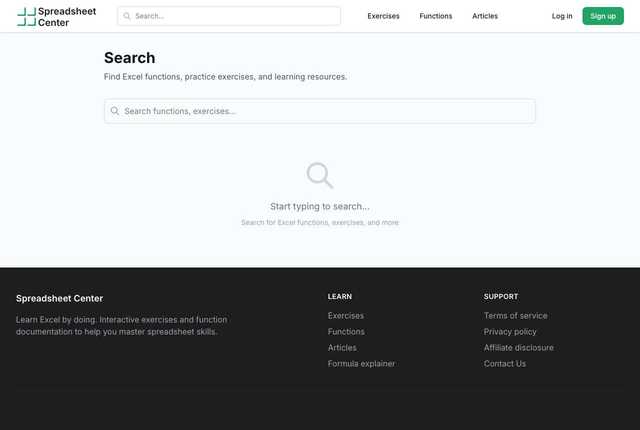 Spreadsheet
Center
Search...
Exercises
Functions
Articles
Log in
Sign up
Search
Find Excel functions, practice exercises, and learning resources.
Search functions, exercises...
Start typing to search...
Search for Excel functions, exercises, and more
Spreadsheet Center
Learn Excel by doing. Interactive exercises and function
documentation to help you master spreadsheet skills.
LEARN
Exercises
Functions
Articles
Formula explainer
SUPPORT
Terms of service
Privacy policy
Affiliate disclosure
Contact Us